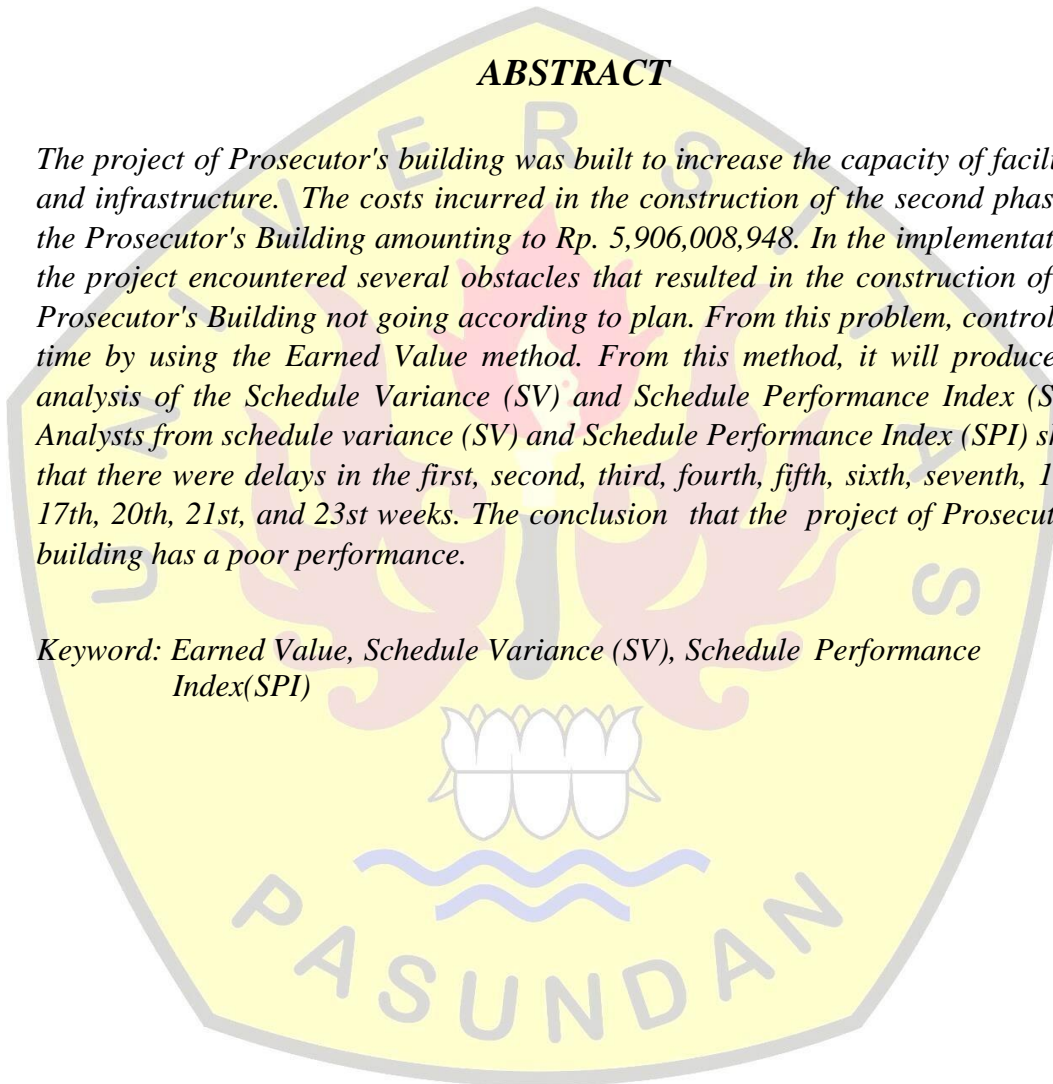 ABSTRACT
The project of Prosecutor's building was built to increase the capacity of facili
and infrastructure. The costs incurred in the construction of the second phas
the Prosecutor's Building amounting to Rp. 5,906,008,948. In the implementat
the project encountered several obstacles that resulted in the construction of
Prosecutor's Building not going according to plan. From this problem, control
time by using the Earned Value method. From this method, it will produce
analysis of the Schedule Variance (SV) and Schedule Performance Index (S
Analysts from schedule variance (SV) and Schedule Performance Index (SPI) s
that there were delays in the first, second, third, fourth, fifth, sixth, seventh, 1
17th, 20th, 21st, and 23st weeks. The conclusion that the project of Prosecut
building has a poor performance.
Keyword: Earned Value, Schedule Variance (SV), Schedule Performance
Index(SPI)
UNIVERSITAS
PASUNDAN